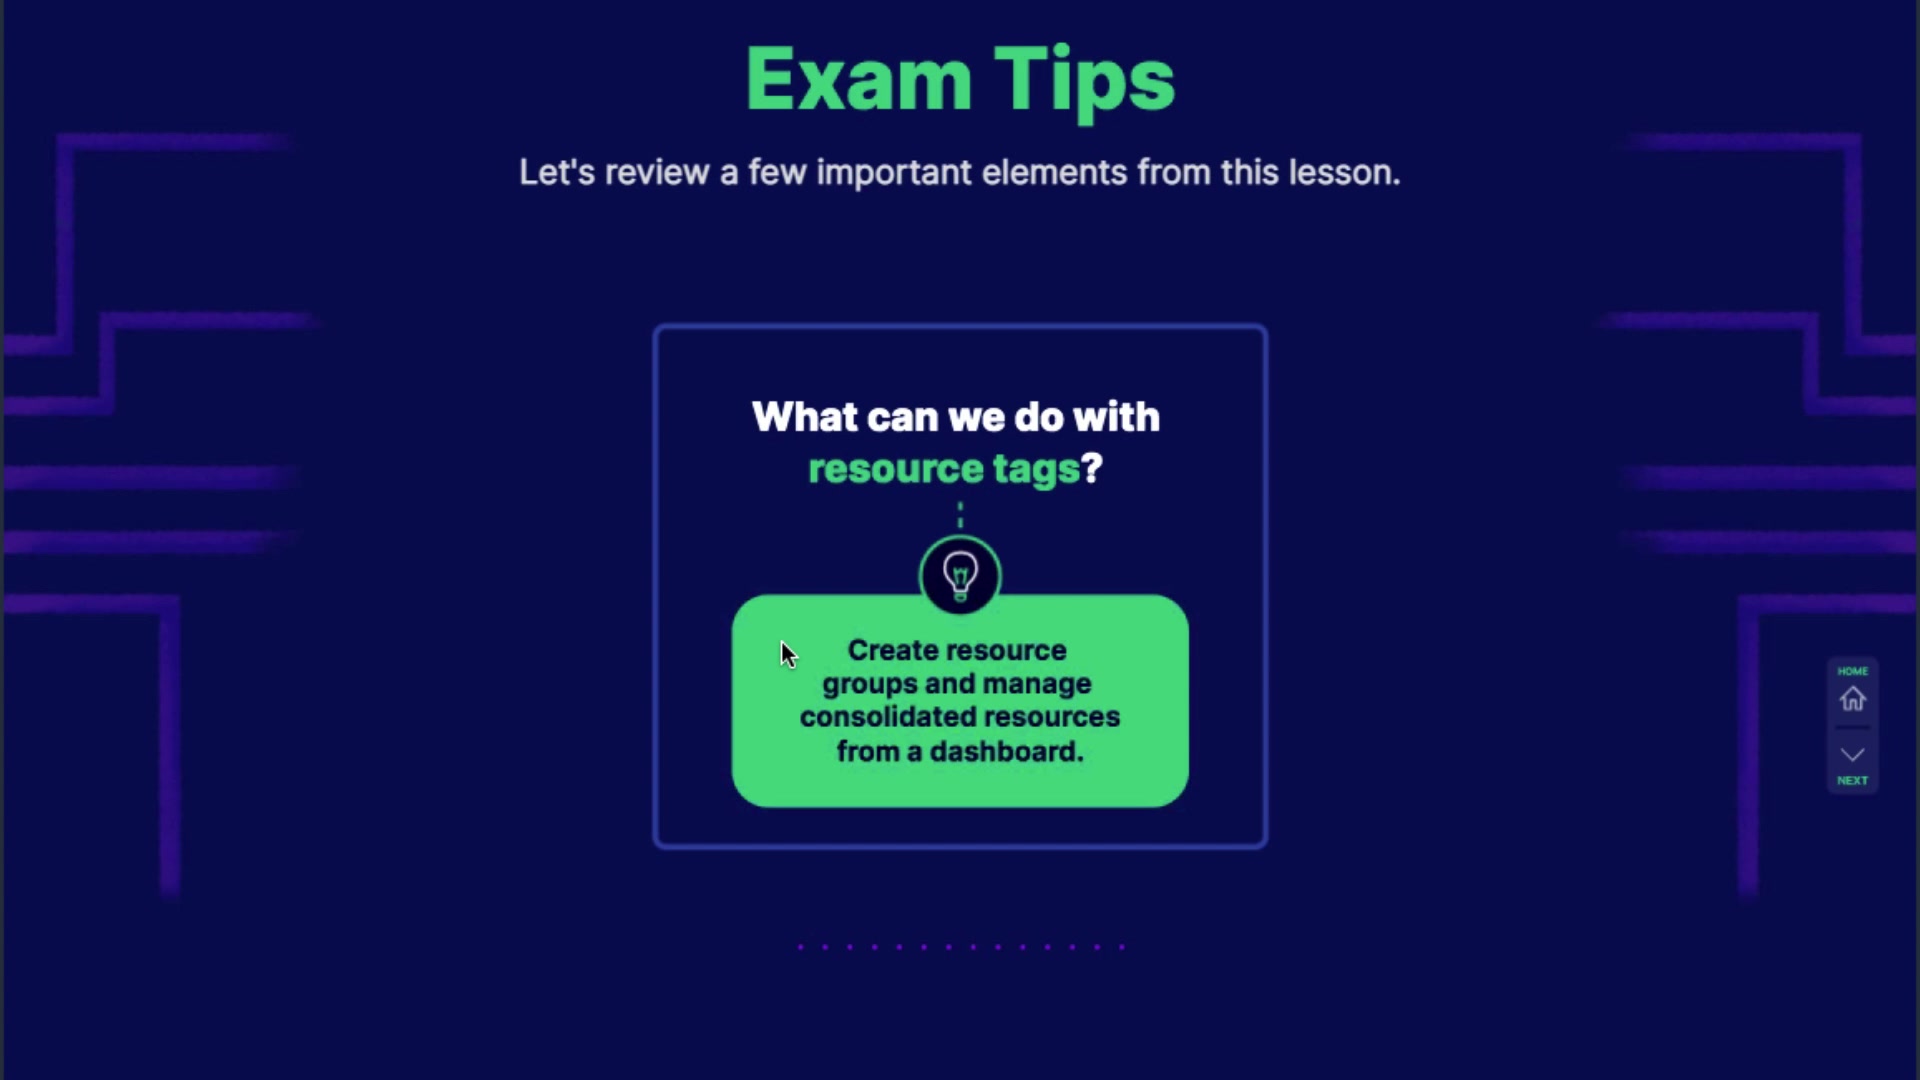 Exam Tips
Let's review a few important elements from this lesson.
What can we do with
resource tags?
Create resource
groups and manage
consolidated resources
from a dashboard.
HOME
NEXT